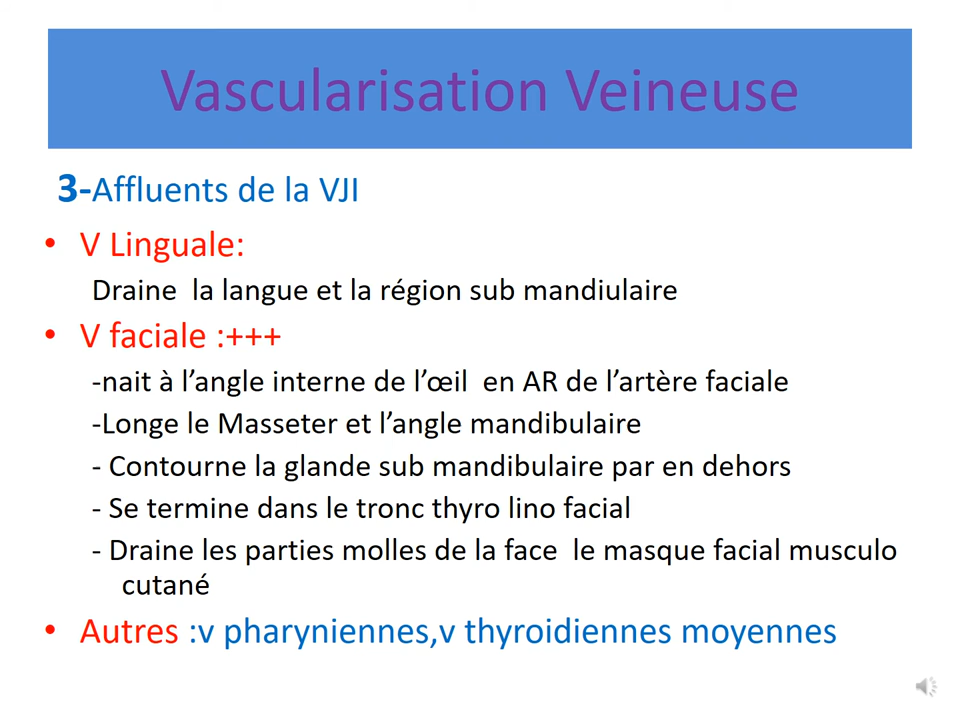 Vascularisation Veineuse
3-Affluents de la VJI
• V Linguale:
Draine la langue et la région sub mandiulaire
• V faciale :+++
-nait à l’angle interne de l’œil en AR de l’artère faciale
-Longe le Masseter et l’angle mandibulaire
- Contourne la glande sub mandibulaire par en dehors
- Se termine dans le tronc thyro lino facial
- Draine les parties molles de la face le masque facial musculo
cutané
• Autres :v pharyniennes,v thyroidiennes moyennes